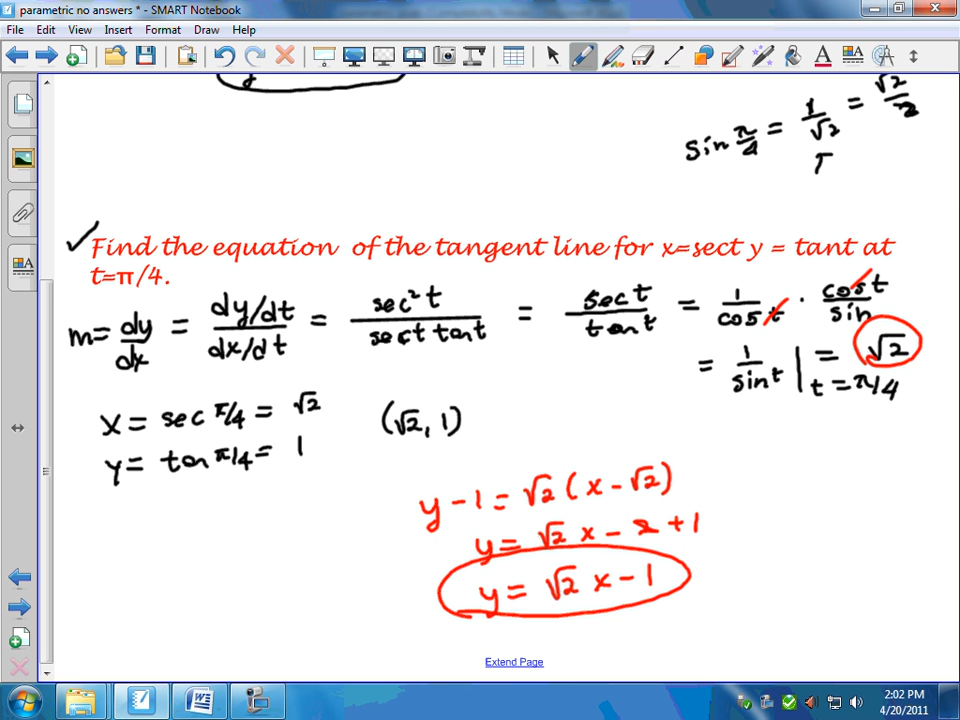 parametric no answers * - SMART Notebook
File Edit View Insert Format Draw Help
sin π/4 = 1/√2 = √2/2
✓ Find the equation of the tangent line for x=sect y = tant at
t=π/4.
m = dy/dx = (dy/dt)/(dx/dt) = sec² t/(sect tant) = sec t/tan t = 1/cos t · cos t/sin
= 1/sin t | t = π/4 = √2
x = sec π/4 = √2 (√2, 1)
y = tan π/4 = 1
y - 1 = √2 (x - √2)
y = √2 x - 2 + 1
y = √2 x - 1
Extend Page
2:02 PM
4/20/2011